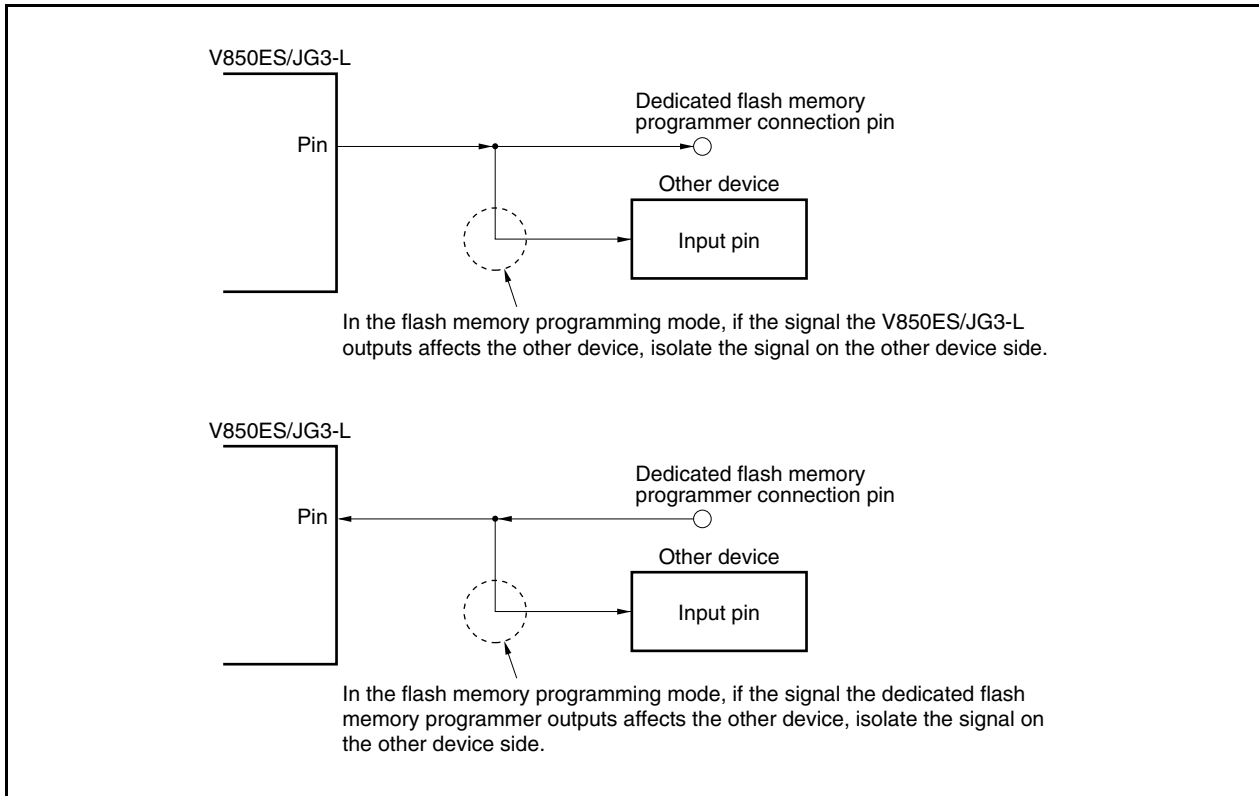 V850ES/JG3-L
Dedicated flash memory
programmer connection pin
Pin
Other device
Input pin
In the flash memory programming mode, if the signal the V850ES/JG3-L
outputs affects the other device, isolate the signal on the other device side.
V850ES/JG3-L
Dedicated flash memory
programmer connection pin
Pin
Other device
Input pin
In the flash memory programming mode, if the signal the dedicated flash
memory programmer outputs affects the other device, isolate the signal on
the other device side.